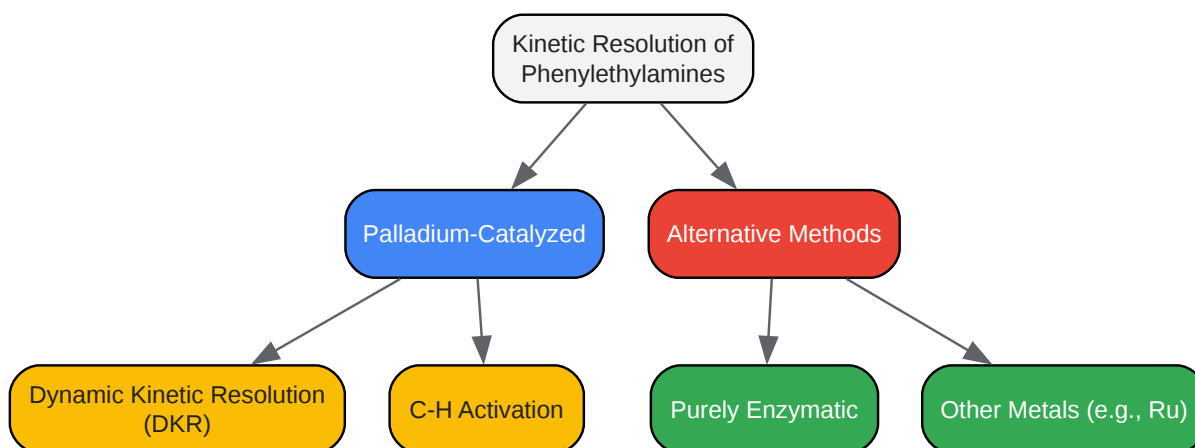 Kinetic Resolution of
Phenylethylamines
Palladium-Catalyzed
Alternative Methods
Dynamic Kinetic Resolution
(DKR)
C-H Activation
Purely Enzymatic
Other Metals (e.g., Ru)